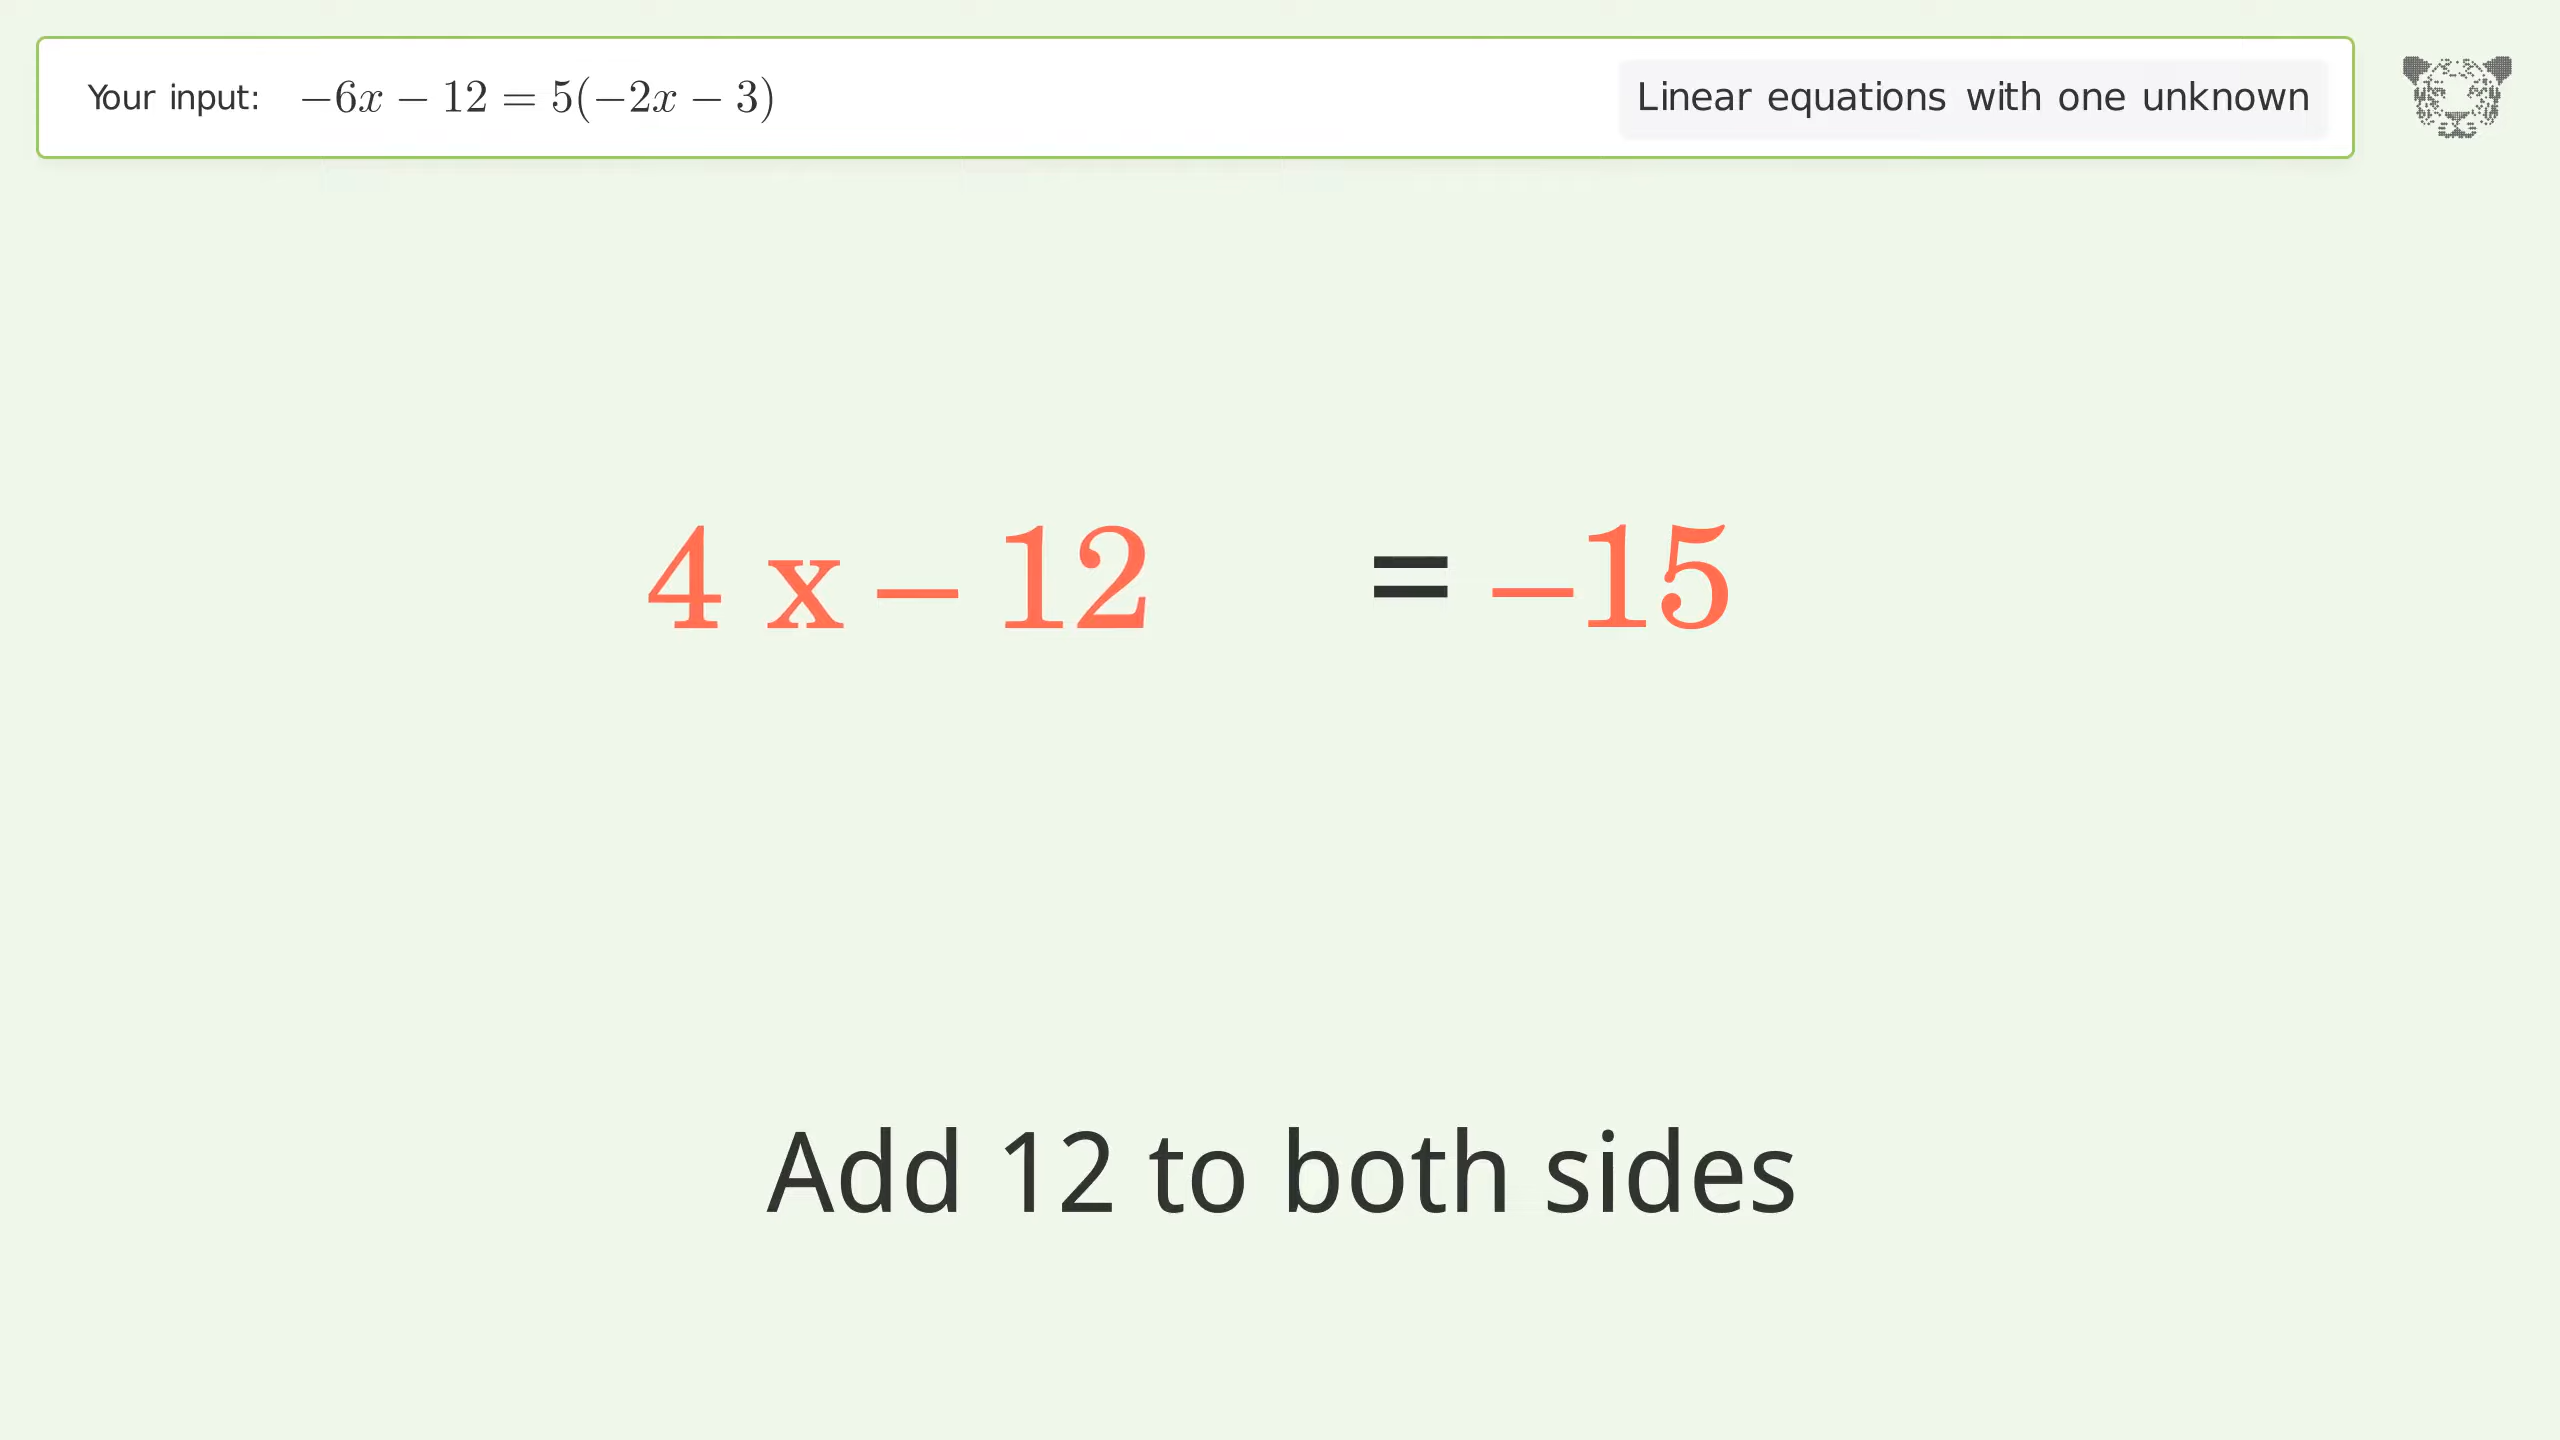 Your input: −6x − 12 = 5(−2x − 3)
Linear equations with one unknown
4 x − 12 = −15
Add 12 to both sides